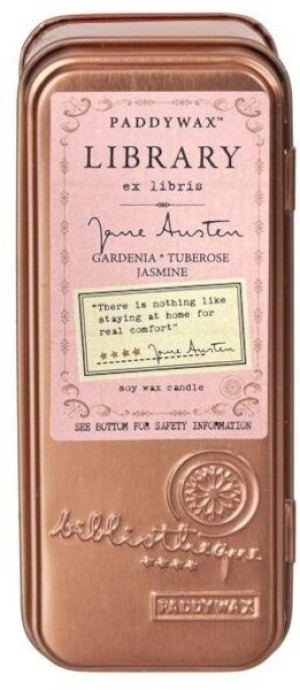 PADDYWAX™
LIBRARY
ex libris
Jane Austen
GARDENIA * TUBEROSE
JASMINE
"There is nothing like
staying at home for
real comfort"
★★★★ Jane Austen
soy wax candle
SEE BOTTOM FOR SAFETY INFORMATION
bibliothèque
★★★★
PADDYWAX